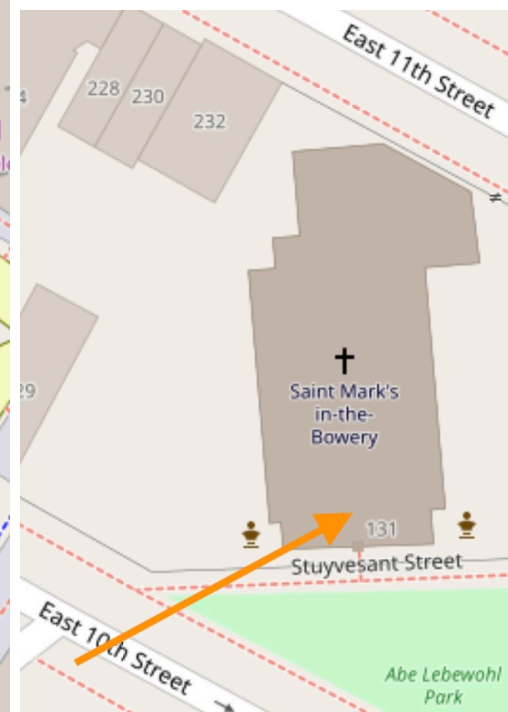 East 11th Street
228
230
232
Saint Mark's
in-the-
Bowery
131
Stuyvesant Street
East 10th Street
Abe Lebewohl
Park